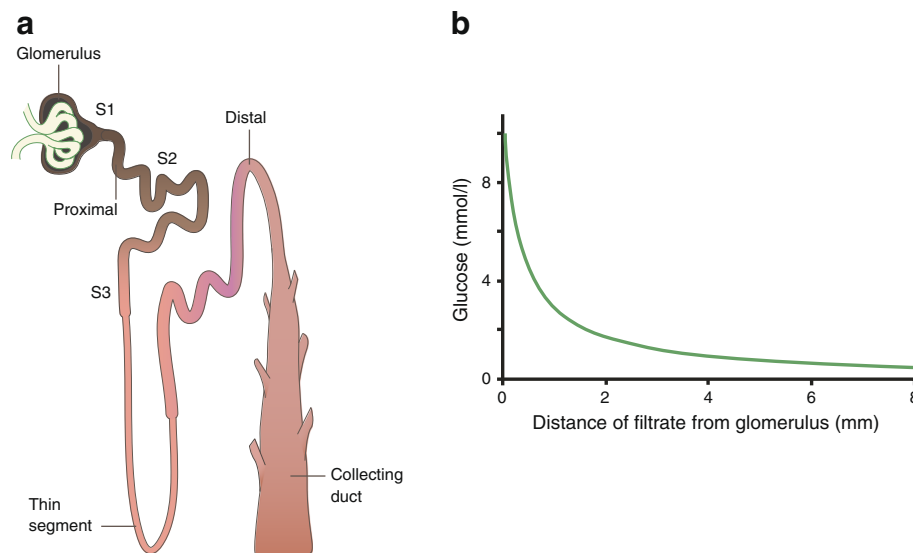 a
Glomerulus
S1
S2
Proximal
S3
Distal
Thin
segment
Collecting
duct
b
Glucose (mmol/l)
8
4
0
0 2 4 6 8
Distance of filtrate from glomerulus (mm)